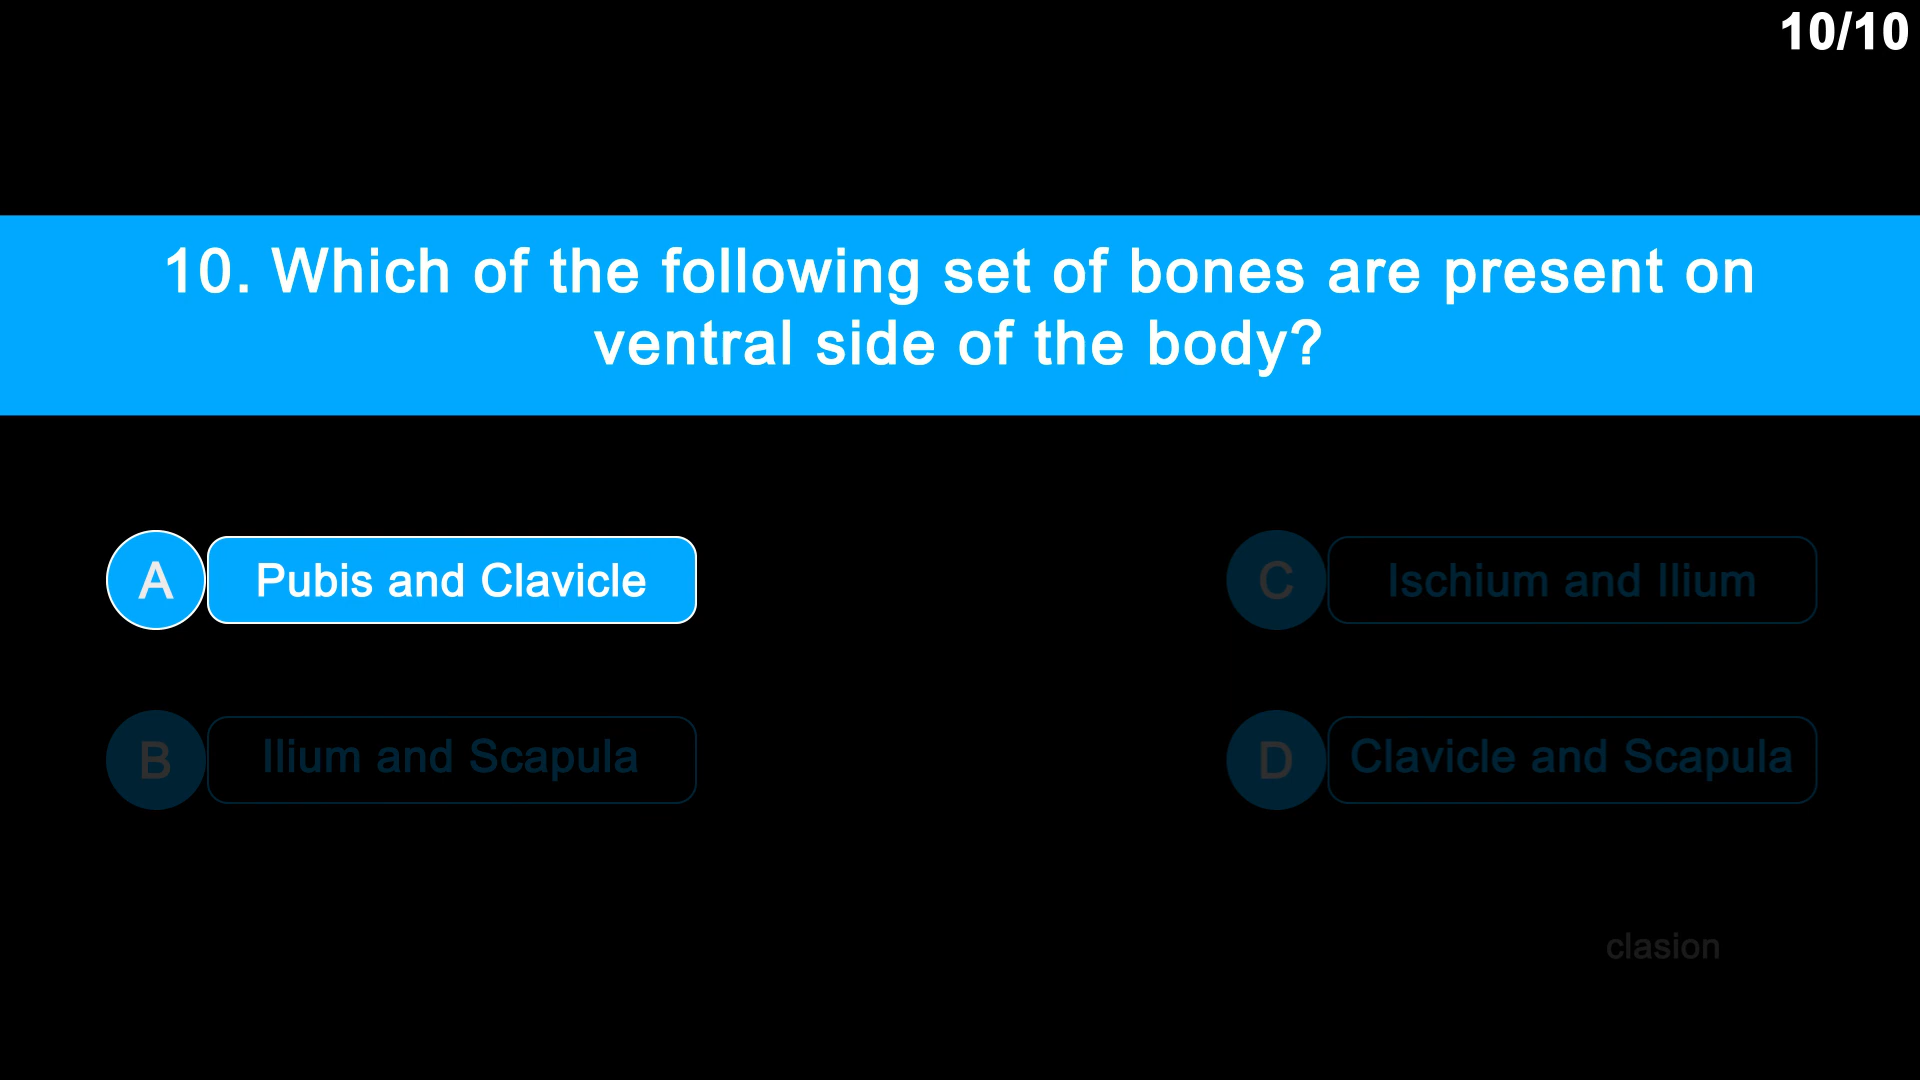 10/10
10. Which of the following set of bones are present on
ventral side of the body?
A Pubis and Clavicle
B Ilium and Scapula
C Ischium and Ilium
D Clavicle and Scapula
clasion